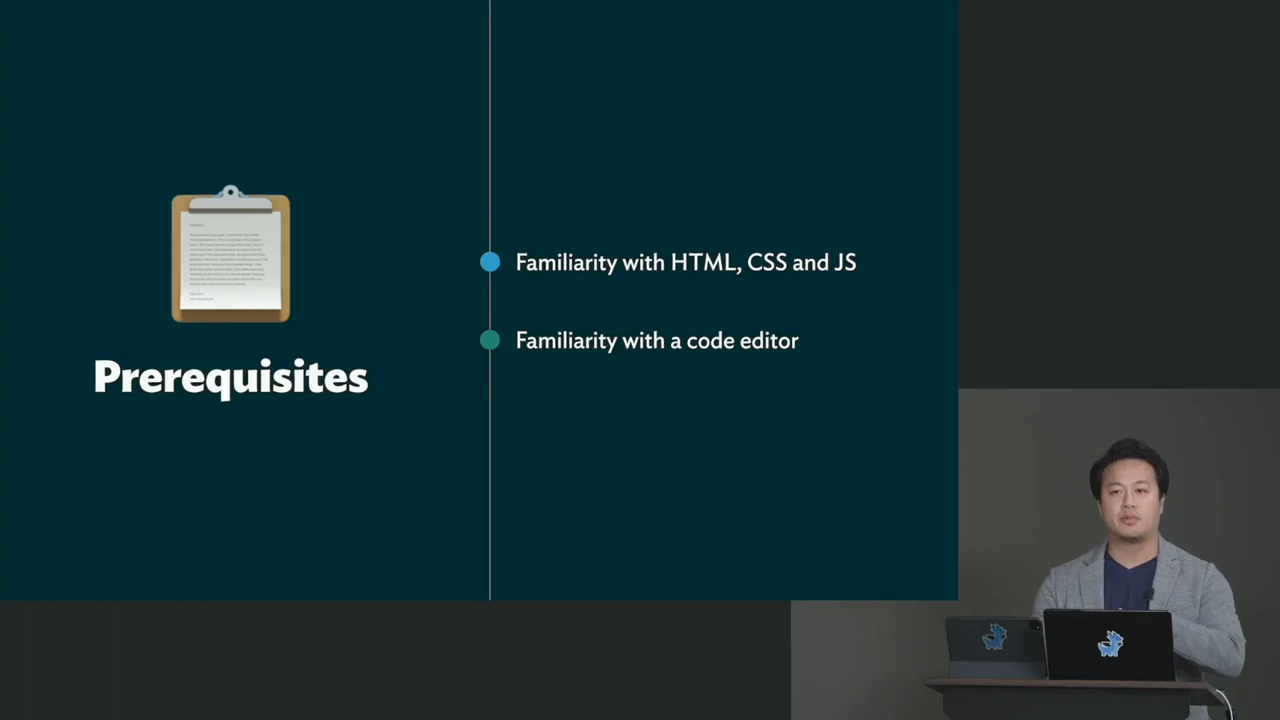 Prerequisites
Familiarity with HTML, CSS and JS
Familiarity with a code editor